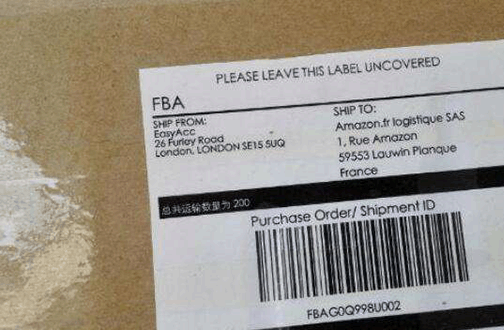 PLEASE LEAVE THIS LABEL UNCOVERED
FBA
SHIP FROM:
EasyAcc
26 Furley Road
London, LONDON SE15 5UQ
SHIP TO:
Amazon.fr logistique SAS
1, Rue Amazon
59553 Lauwin Planque
France
总共运输数量为 200
Purchase Order/ Shipment ID
FBAG0Q998U002